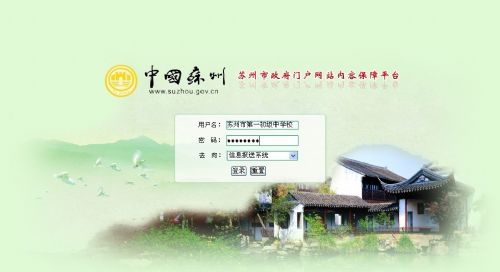 中國蘇州
www.suzhou.gov.cn
苏州市政府门户网站内容保障平台
用户名：苏州市第一初级中学校
密 码：●●●●●●●●
去 向：信息报送系统
登录 重置